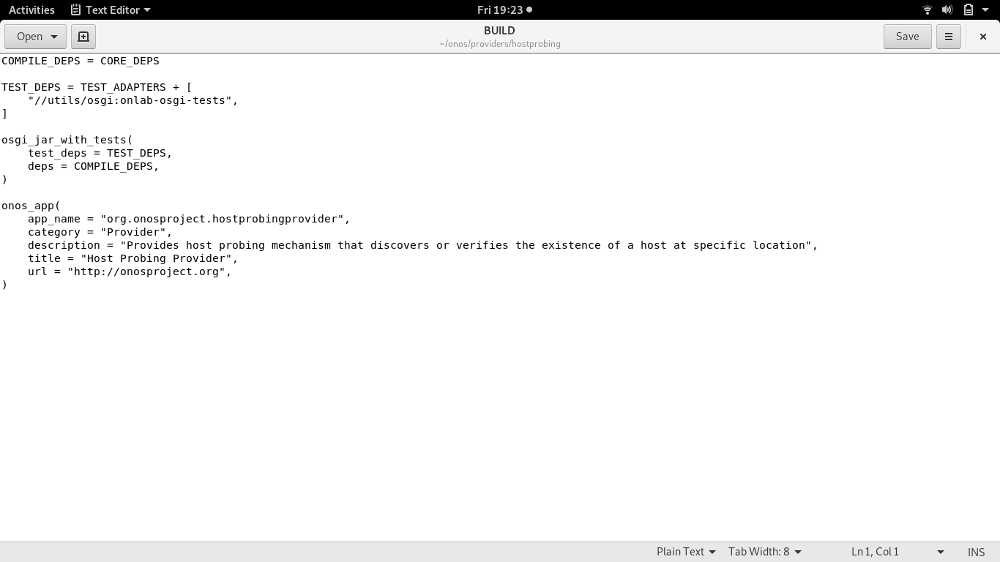 Activities Text Editor Fri 19:23
Open BUILD Save
~/onos/providers/hostprobing
COMPILE_DEPS = CORE_DEPS
TEST_DEPS = TEST_ADAPTERS + [
    "//utils/osgi:onlab-osgi-tests",
]
osgi_jar_with_tests(
    test_deps = TEST_DEPS,
    deps = COMPILE_DEPS,
)
onos_app(
    app_name = "org.onosproject.hostprobingprovider",
    category = "Provider",
    description = "Provides host probing mechanism that discovers or verifies the existence of a host at specific location",
    title = "Host Probing Provider",
    url = "http://onosproject.org",
)
Plain Text Tab Width: 8 Ln 1, Col 1 INS